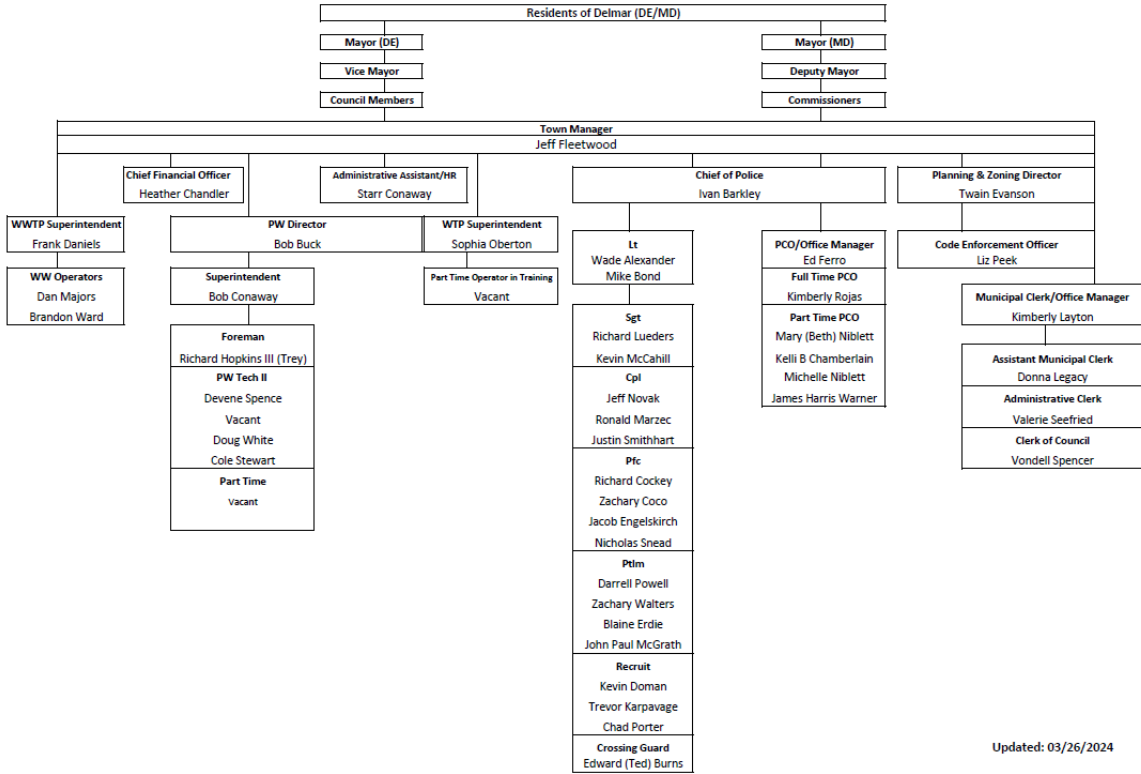 Residents of Delmar (DE/MD)
Mayor (DE)
Mayor (MD)
Vice Mayor
Deputy Mayor
Council Members
Commissioners
Town Manager
Jeff Fleetwood
Chief Financial Officer
Heather Chandler
Administrative Assistant/HR
Starr Conaway
Chief of Police
Ivan Barkley
Planning & Zoning Director
Twain Evanson
WWTP Superintendent
Frank Daniels
PW Director
Bob Buck
WTP Superintendent
Sophia Oberton
WW Operators
Dan Majors
Brandon Ward
Superintendent
Bob Conaway
Part Time Operator in Training
Vacant
Foreman
Richard Hopkins III (Trey)
PW Tech II
Devene Spence
Vacant
Doug White
Cole Stewart
Part Time
Vacant
Lt
Wade Alexander
Mike Bond
Sgt
Richard Lueders
Kevin McCahill
Cpl
Jeff Novak
Ronald Marzec
Justin Smithhart
Pfc
Richard Cockey
Zachary Coco
Jacob Engelskirch
Nicholas Snead
Ptlm
Darrell Powell
Zachary Walters
Blaine Erdie
John Paul McGrath
Recruit
Kevin Doman
Trevor Karpavage
Chad Porter
Crossing Guard
Edward (Ted) Burns
PCO/Office Manager
Ed Ferro
Full Time PCO
Kimberly Rojas
Part Time PCO
Mary (Beth) Niblett
Kelli B Chamberlain
Michelle Niblett
James Harris Warner
Code Enforcement Officer
Liz Peek
Municipal Clerk/Office Manager
Kimberly Layton
Assistant Municipal Clerk
Donna Legacy
Administrative Clerk
Valerie Seefried
Clerk of Council
Vondell Spencer
Updated: 03/26/2024